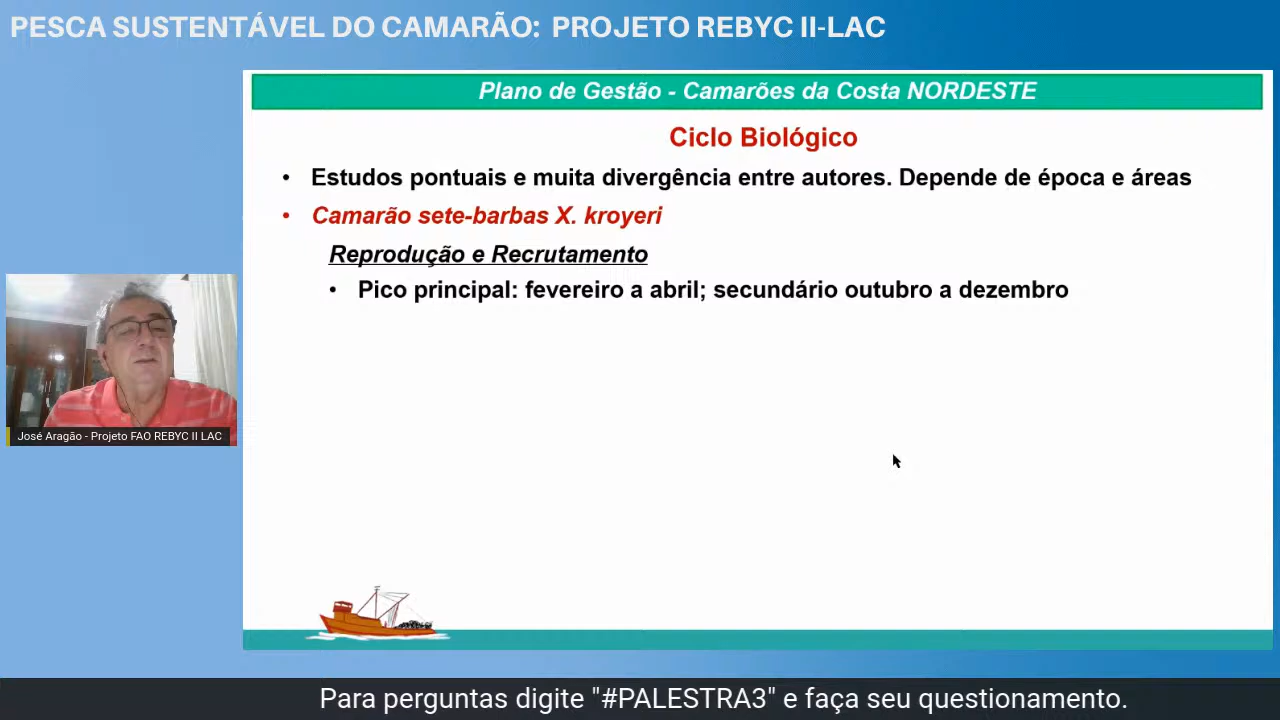 PESCA SUSTENTÁVEL DO CAMARÃO: PROJETO REBYC II-LAC
Plano de Gestão - Camarões da Costa NORDESTE
Ciclo Biológico
• Estudos pontuais e muita divergência entre autores. Depende de época e áreas
• Camarão sete-barbas X. kroyeri
Reprodução e Recrutamento
• Pico principal: fevereiro a abril; secundário outubro a dezembro
José Aragão - Projeto FAO REBYC II LAC
Para perguntas digite "#PALESTRA3" e faça seu questionamento.